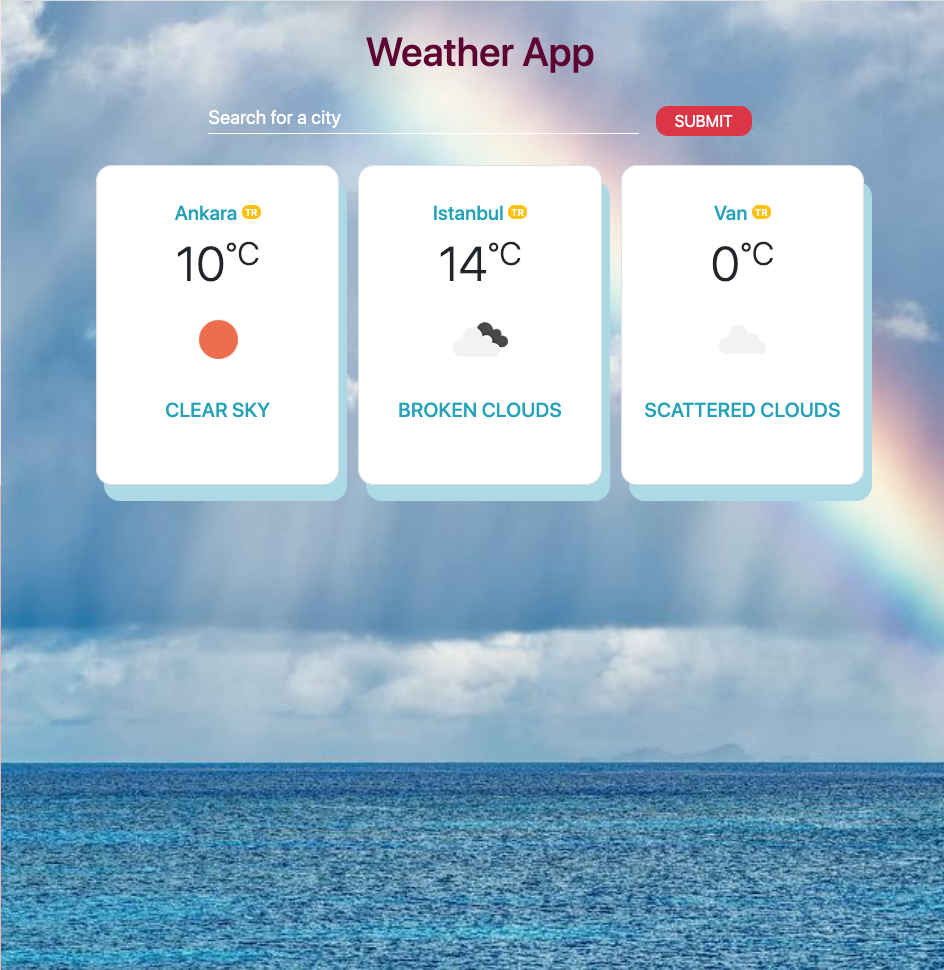 Weather App
Search for a city SUBMIT
Ankara TR
10°C
CLEAR SKY
Istanbul TR
14°C
BROKEN CLOUDS
Van TR
0°C
SCATTERED CLOUDS